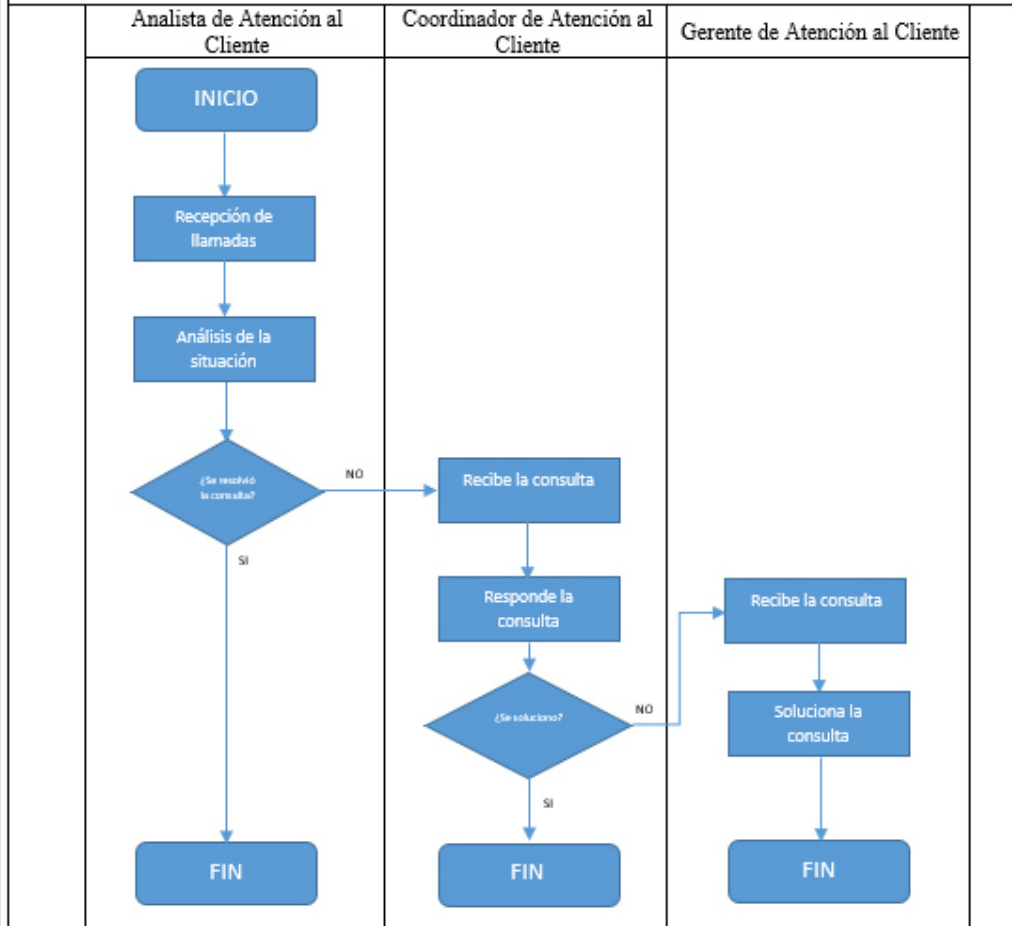 Analista de Atención al
Cliente
Coordinador de Atención al
Cliente
Gerente de Atención al Cliente
INICIO
Recepción de
llamadas
Análisis de la
situación
¿Se resolvió
la consulta?
NO
SI
FIN
Recibe la consulta
Responde la
consulta
¿Se soluciono?
NO
SI
FIN
Recibe la consulta
Soluciona la
consulta
FIN